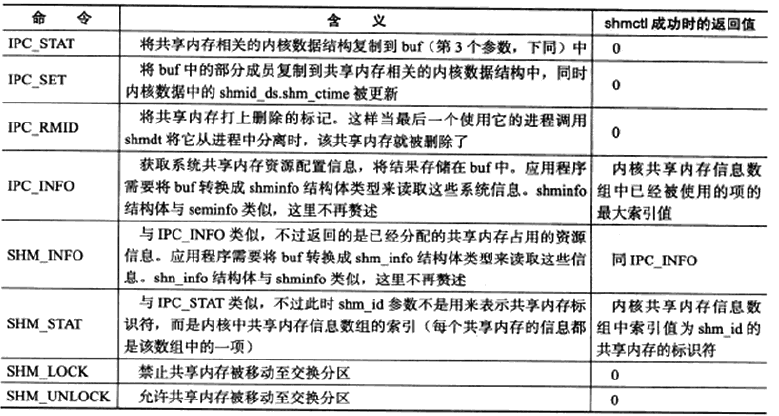 命 令 含 义 shmctl 成功时的返回值
IPC_STAT 将共享内存相关的内核数据结构复制到 buf（第 3 个参数，下同）中 0
将 buf 中的部分成员复制到共享内存相关的内核数据结构中，同时
IPC_SET 0
内核数据中的 shmid_ds.shm_ctime 被更新
将共享内存打上删除的标记。这样当最后一个使用它的进程调用
IPC_RMID 0
shmdt 将它从进程中分离时，该共享内存就被删除了
获取系统共享内存资源配置信息，将结果存储在 buf 中。应用程序 内核共享内存信息数
IPC_INFO 需要将 buf 转换成 shminfo 结构体类型来读取这些系统信息。shminfo 组中已经被使用的项的
结构体与 seminfo 类似，这里不再赘述 最大索引值
与 IPC_INFO 类似，不过返回的是已经分配的共享内存占用的资源
SHM_INFO 信息。应用程序需要将 buf 转换成 shm_info 结构体类型来读取这些信 同 IPC_INFO
息。shn_info 结构体与 shminfo 类似，这里不再赘述
与 IPC_STAT 类似，不过此时 shm_id 参数不是用来表示共享内存标 内核共享内存信息数
SHM_STAT 识符，而是内核中共享内存信息数组的索引（每个共享内存的信息都 组中索引值为 shm_id 的
是该数组中的一项） 共享内存的标识符
SHM_LOCK 禁止共享内存被移动至交换分区 0
SHM_UNLOCK 允许共享内存被移动至交换分区 0